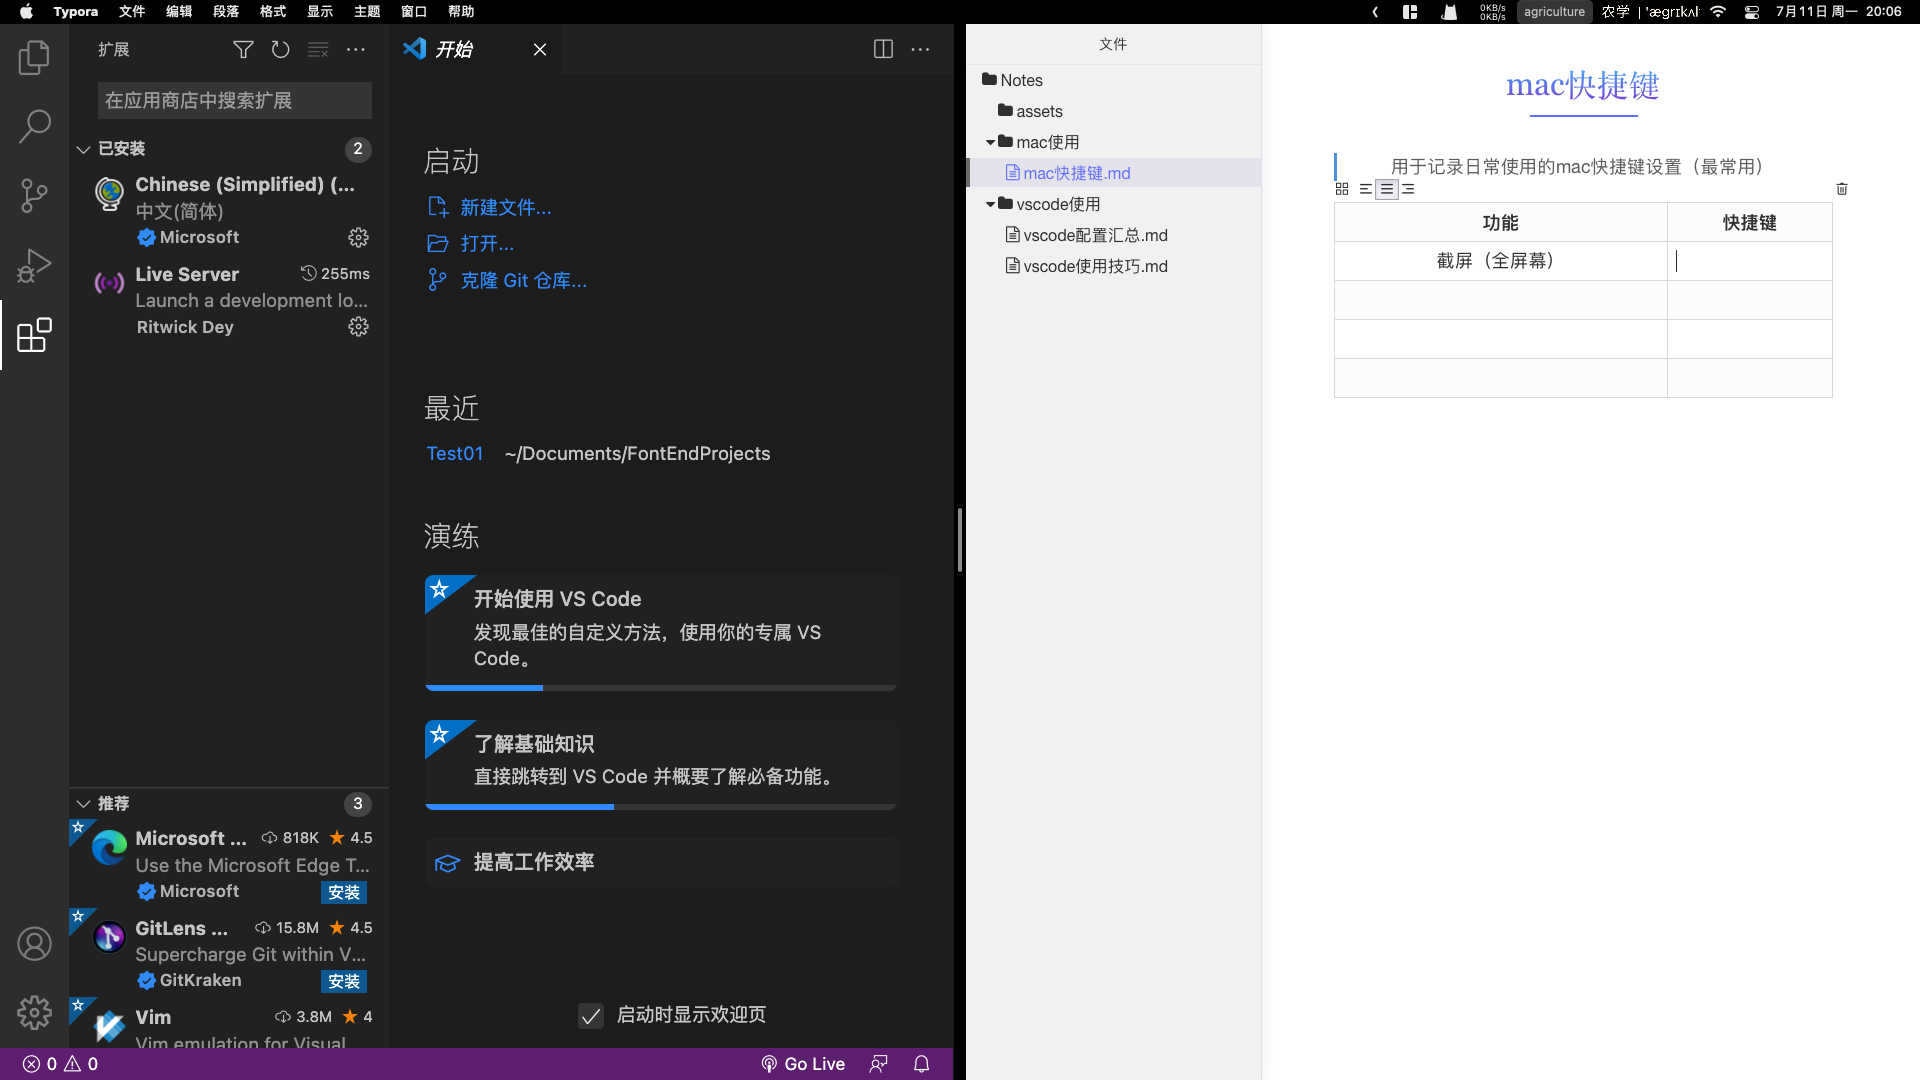 Typora 文件 编辑 段落 格式 显示 主题 窗口 帮助
0KB/s
0KB/s
agriculture 农学 | 'ægrɪkʌl 7月11日 周一 20:06
扩展
在应用商店中搜索扩展
已安装 2
Chinese (Simplified) (...
中文(简体)
Microsoft
Live Server 255ms
Launch a development lo...
Ritwick Dey
推荐 3
Microsoft ... 818K 4.5
Use the Microsoft Edge T...
Microsoft 安装
GitLens ... 15.8M 4.5
Supercharge Git within V...
GitKraken 安装
Vim 3.8M 4
Vim emulation for Visual
开始
启动
新建文件...
打开...
克隆 Git 仓库...
最近
Test01 ~/Documents/FontEndProjects
演练
开始使用 VS Code
发现最佳的自定义方法，使用你的专属 VS
Code。
了解基础知识
直接跳转到 VS Code 并概要了解必备功能。
提高工作效率
启动时显示欢迎页
0 0 Go Live
文件
Notes
assets
mac使用
mac快捷键.md
vscode使用
vscode配置汇总.md
vscode使用技巧.md
mac快捷键
用于记录日常使用的mac快捷键设置（最常用）
功能 快捷键
截屏（全屏幕）